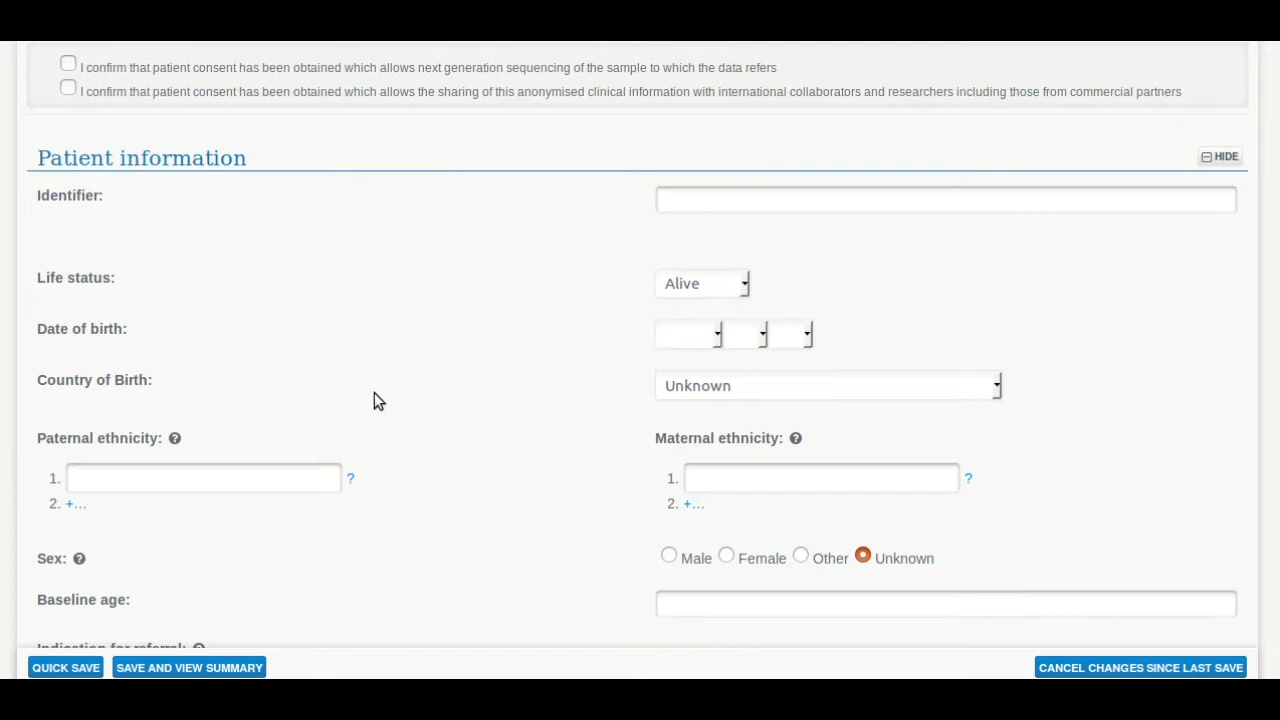 I confirm that patient consent has been obtained which allows next generation sequencing of the sample to which the data refers
I confirm that patient consent has been obtained which allows the sharing of this anonymised clinical information with international collaborators and researchers including those from commercial partners
Patient information
HIDE
Identifier:
Life status:
Alive
Date of birth:
Country of Birth:
Unknown
Paternal ethnicity: ?
Maternal ethnicity: ?
1. ?
1. ?
2. +...
2. +...
Sex: ?
Male Female Other Unknown
Baseline age:
Indication for referral: ?
QUICK SAVE
SAVE AND VIEW SUMMARY
CANCEL CHANGES SINCE LAST SAVE